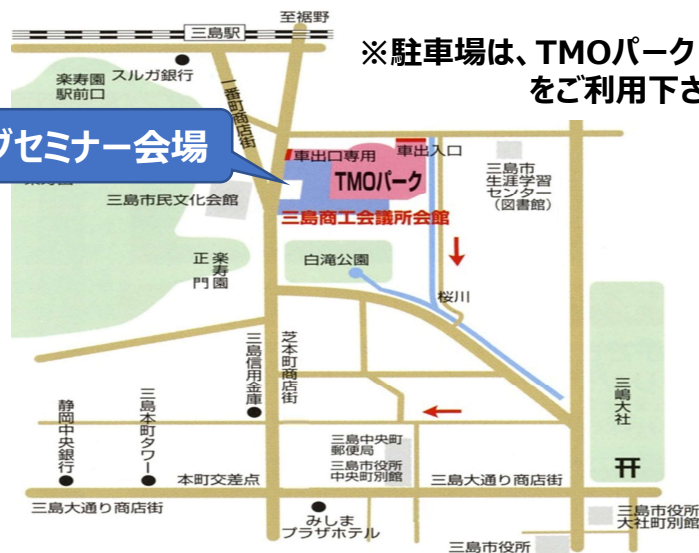 至裾野
三島駅
※駐車場は、TMOパーク
をご利用下さ
スルガ銀行
楽寿園
駅前口
一番町商店街
ブセミナー会場
車出口専用
車出入口
TMOパーク
三島市
生涯学習
センター
（図書館）
三島市民文化会館
三島商工会議所会館
白滝公園
楽寿園
正門
桜川
三島信用金庫
芝本町商店街
三嶋大社
静岡中央銀行
三島本町タワー
三島中央町
郵便局
三島市役所
中央町別館
本町交差点
三島大通り商店街
三島大通り商店街
みしま
プラザホテル
三島市役所
大社町別館
三島市役所